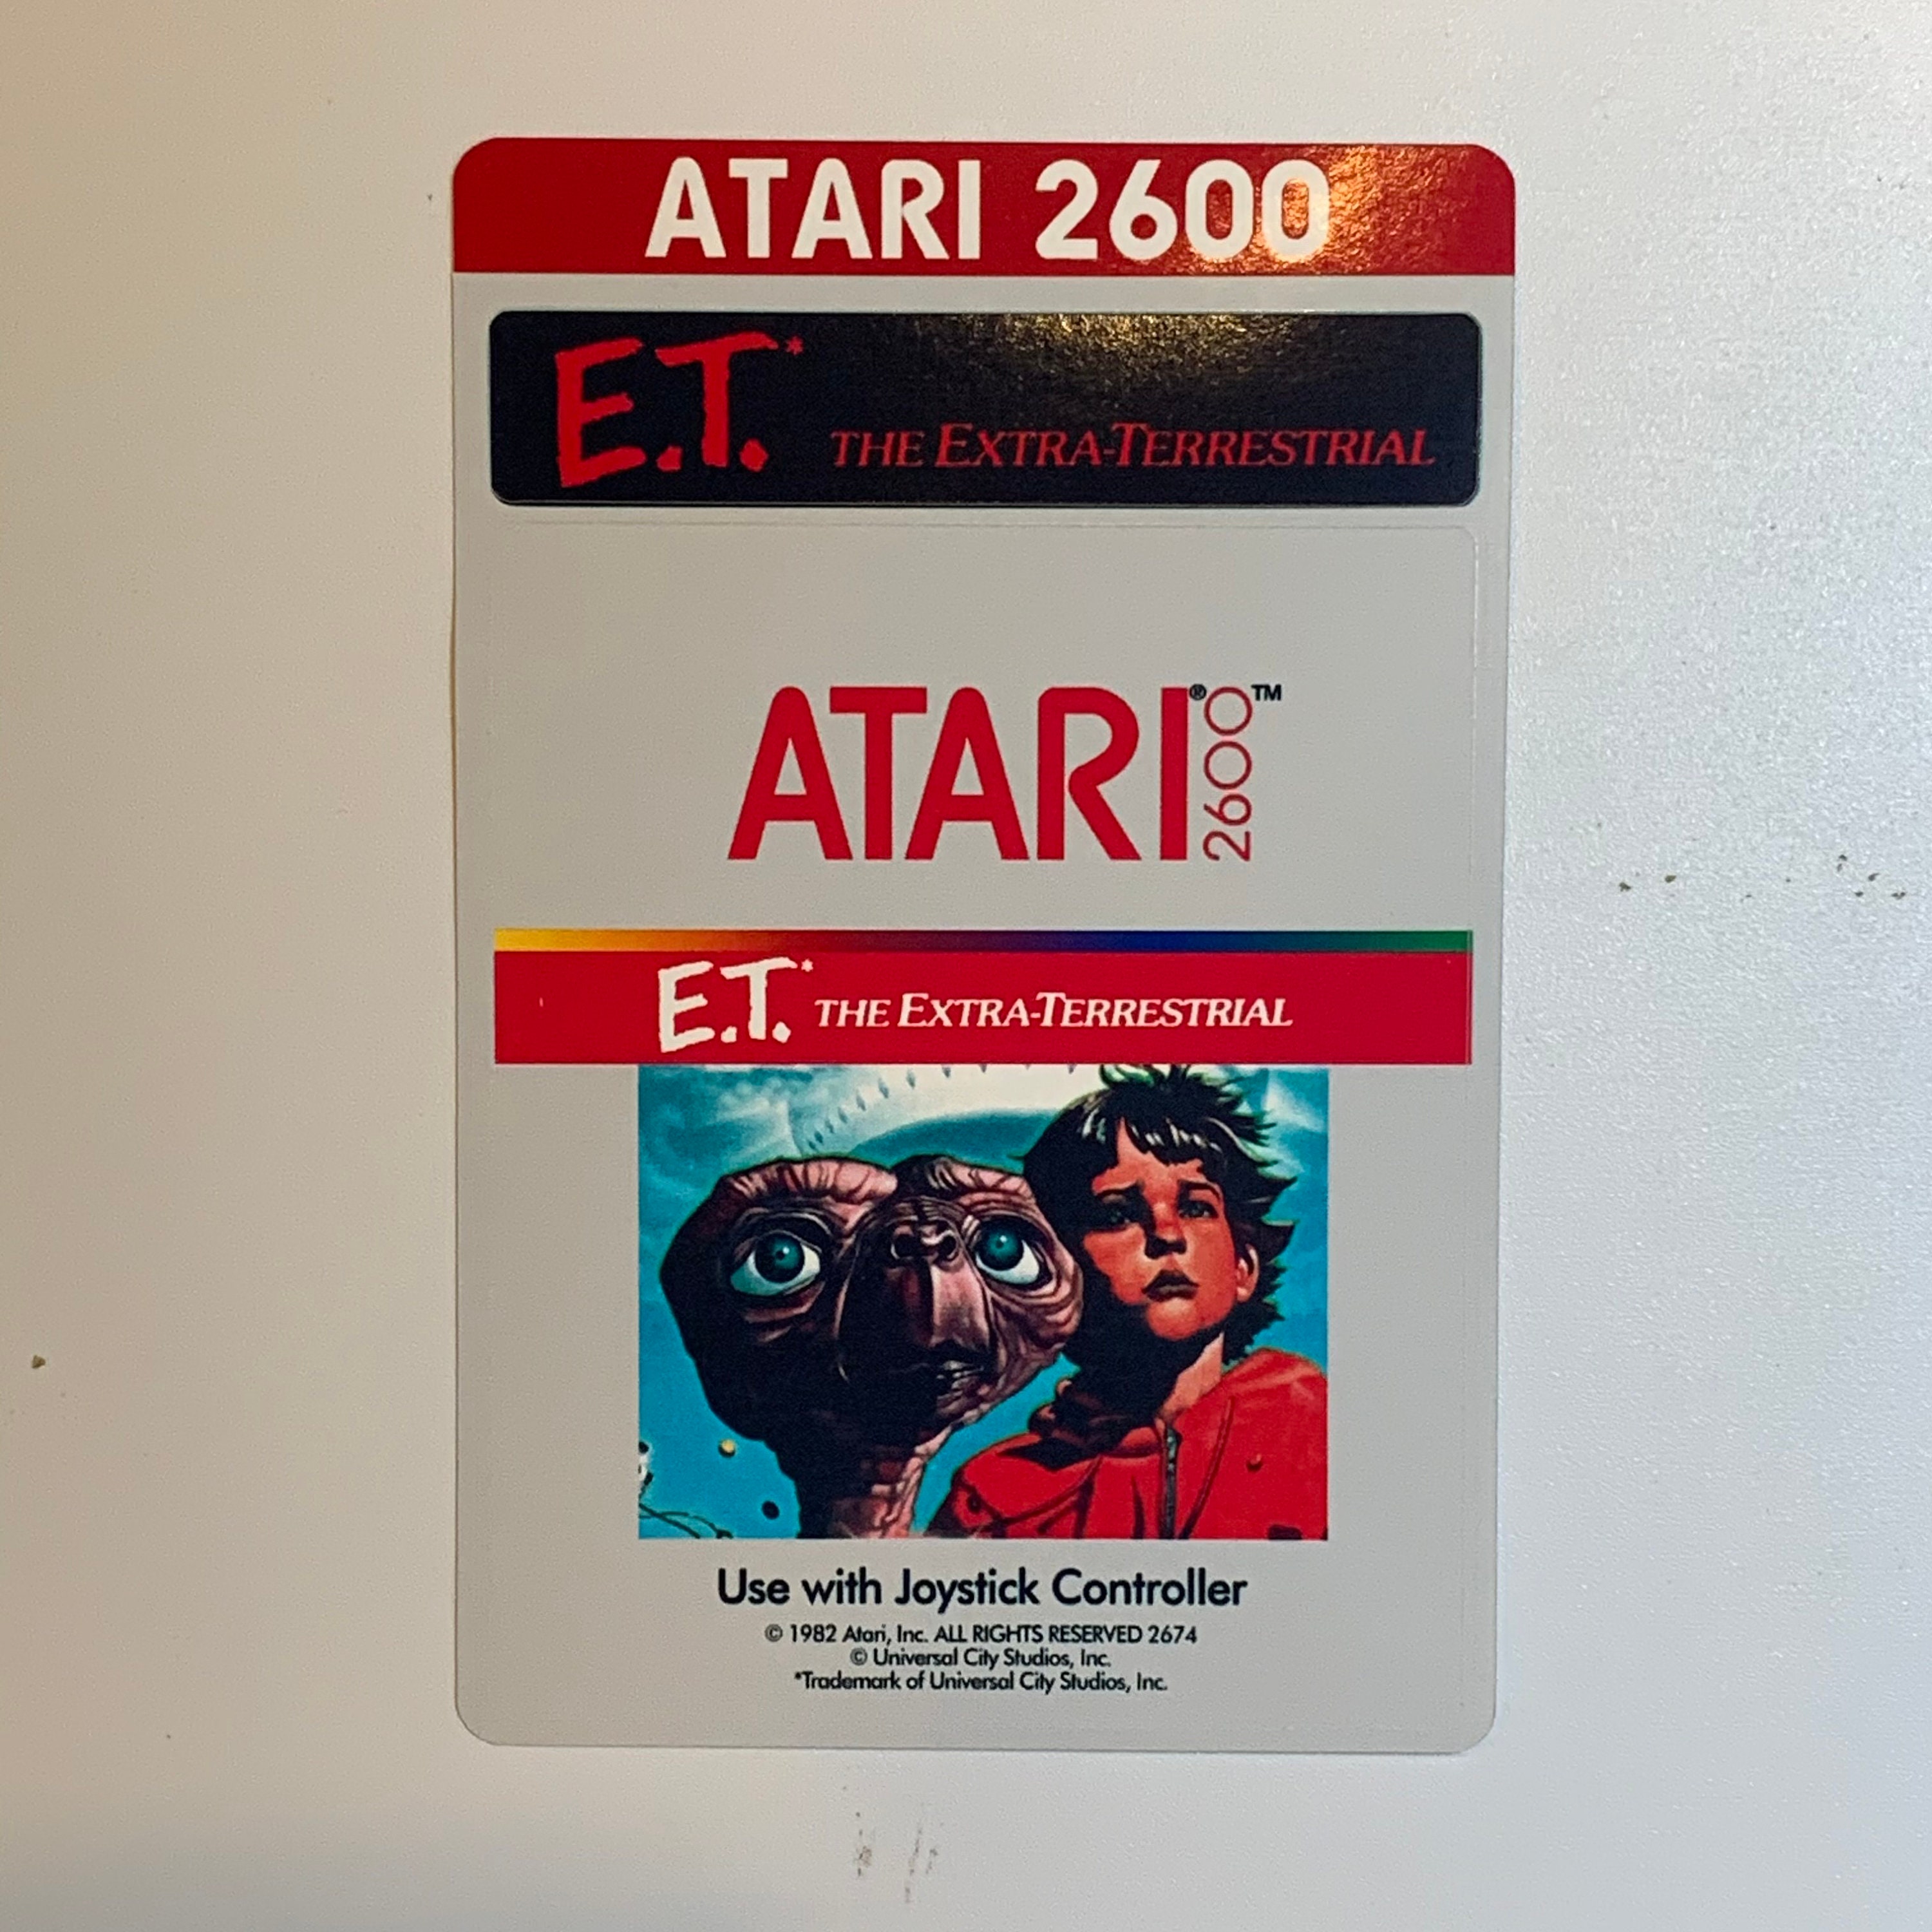 ATARI 2600
E.T.* THE EXTRA-TERRESTRIAL
ATARI® 2600™
E.T.* THE EXTRA-TERRESTRIAL
Use with Joystick Controller
© 1982 Atari, Inc. ALL RIGHTS RESERVED 2674
© Universal City Studios, Inc.
*Trademark of Universal City Studios, Inc.